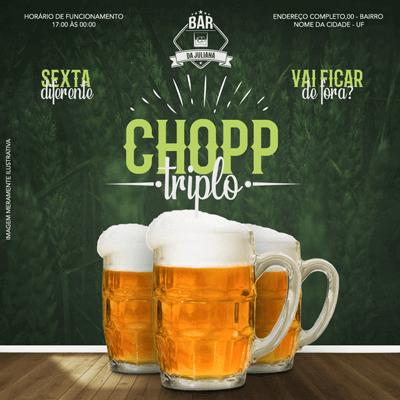 HORÁRIO DE FUNCIONAMENTO
17:00 ÀS 00:00
BAR
DA JULIANA
ENDEREÇO COMPLETO,00 - BAIRRO
NOME DA CIDADE - UF
SEXTA
diferente
VAI FICAR
de fora?
CHOPP
triplo
IMAGEM MERAMENTE ILUSTRATIVA